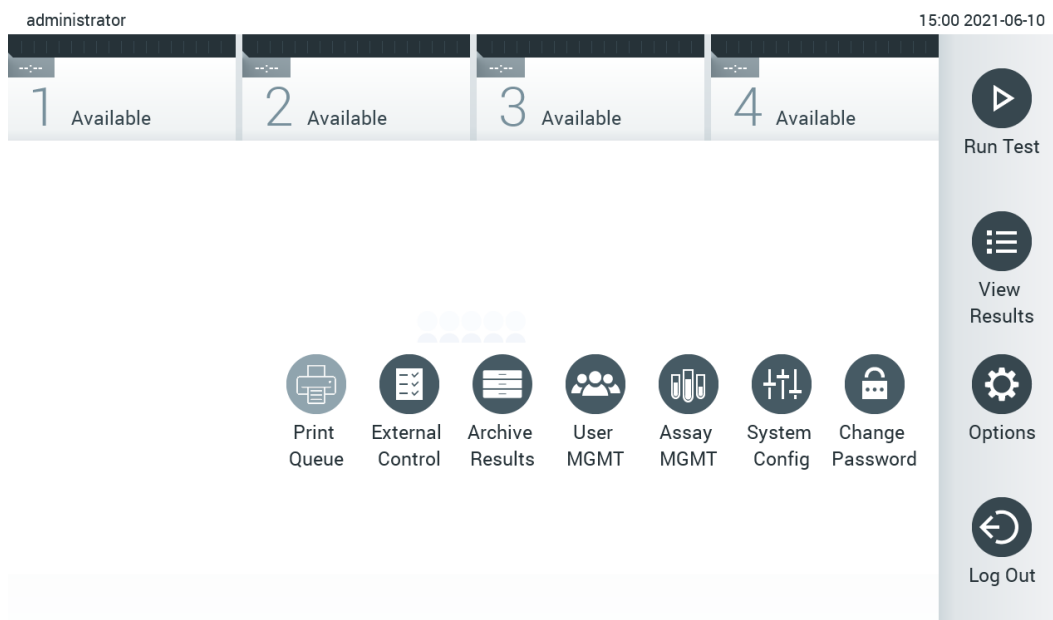 administrator
15:00 2021-06-10
--:--
--:--
--:--
--:--
1 Available
2 Available
3 Available
4 Available
Run Test
View
Results
Print
Queue
External
Control
Archive
Results
User
MGMT
Assay
MGMT
System
Config
Change
Password
Options
Log Out